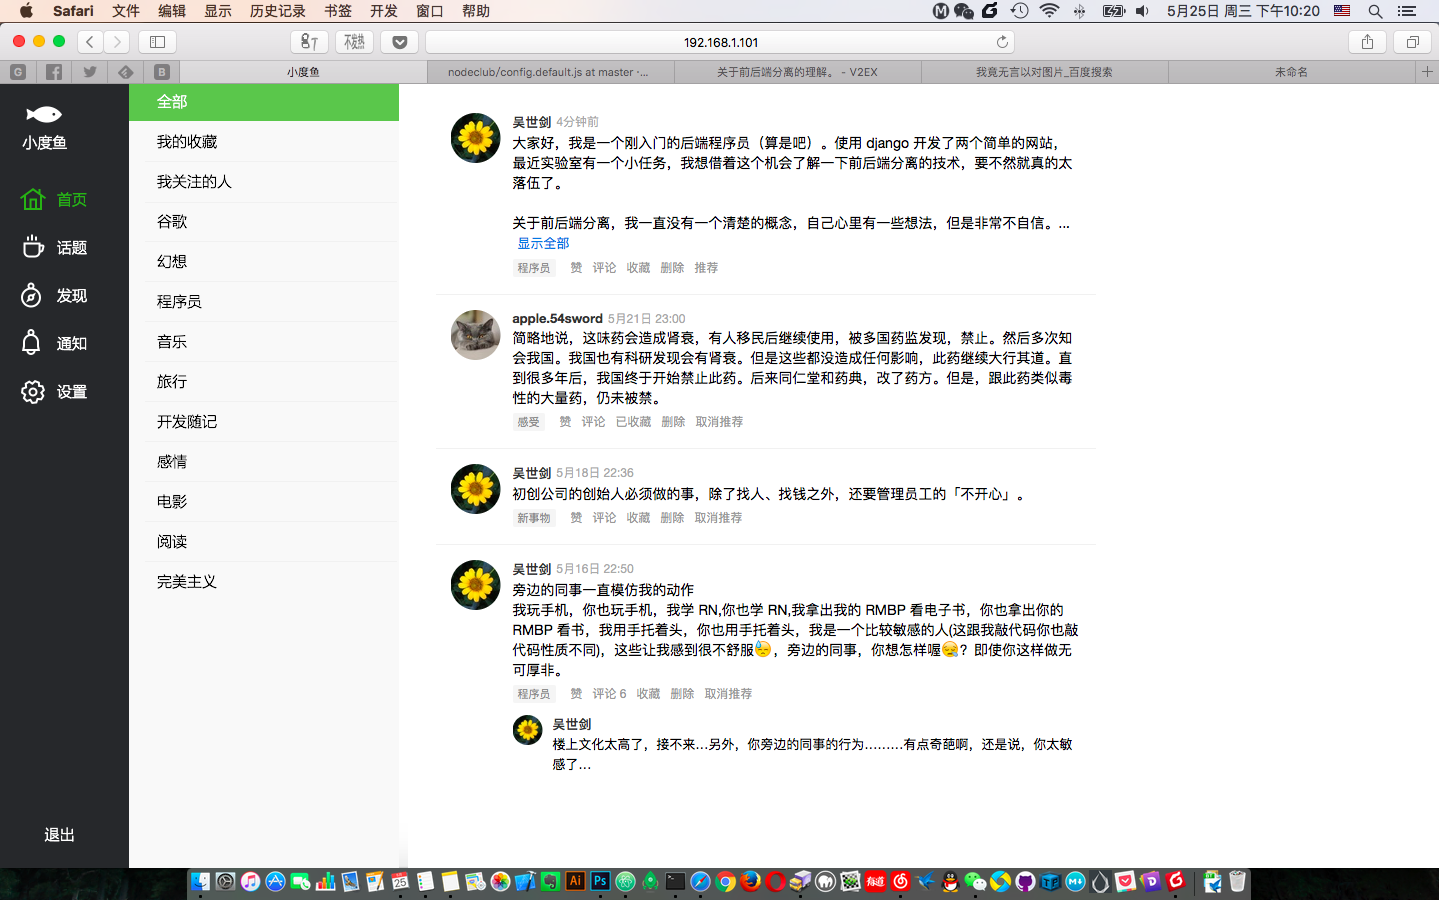 Safari 文件 编辑 显示 历史记录 书签 开发 窗口 帮助
5月25日 周三 下午10:20
192.168.1.101
小度鱼
nodeclub/config.default.js at master ·...
关于前后端分离的理解。 - V2EX
我竟无言以对图片_百度搜索
未命名
小度鱼
首页
话题
发现
通知
设置
退出
全部
我的收藏
我关注的人
谷歌
幻想
程序员
音乐
旅行
开发随记
感情
电影
阅读
完美主义
吴世剑 4分钟前
大家好，我是一个刚入门的后端程序员（算是吧）。使用 django 开发了两个简单的网站，
最近实验室有一个小任务，我想借着这个机会了解一下前后端分离的技术，要不然就真的太
落伍了。
关于前后端分离，我一直没有一个清楚的概念，自己心里有一些想法，但是非常不自信。...
显示全部
程序员 赞 评论 收藏 删除 推荐
apple.54sword 5月21日 23:00
简略地说，这味药会造成肾衰，有人移民后继续使用，被多国药监发现，禁止。然后多次知
会我国。我国也有科研发现会有肾衰。但是这些都没造成任何影响，此药继续大行其道。直
到很多年后，我国终于开始禁止此药。后来同仁堂和药典，改了药方。但是，跟此药类似毒
性的大量药，仍未被禁。
感受 赞 评论 已收藏 删除 取消推荐
吴世剑 5月18日 22:36
初创公司的创始人必须做的事，除了找人、找钱之外，还要管理员工的「不开心」。
新事物 赞 评论 收藏 删除 取消推荐
吴世剑 5月16日 22:50
旁边的同事一直模仿我的动作
我玩手机，你也玩手机，我学 RN,你也学 RN,我拿出我的 RMBP 看电子书，你也拿出你的
RMBP 看书，我用手托着头，你也用手托着头，我是一个比较敏感的人(这跟我敲代码你也敲
代码性质不同)，这些让我感到很不舒服😓，旁边的同事，你想怎样喔😪？即使你这样做无
可厚非。
程序员 赞 评论 6 收藏 删除 取消推荐
吴世剑
楼上文化太高了，接不来...另外，你旁边的同事的行为.........有点奇葩啊，还是说，你太敏
感了...